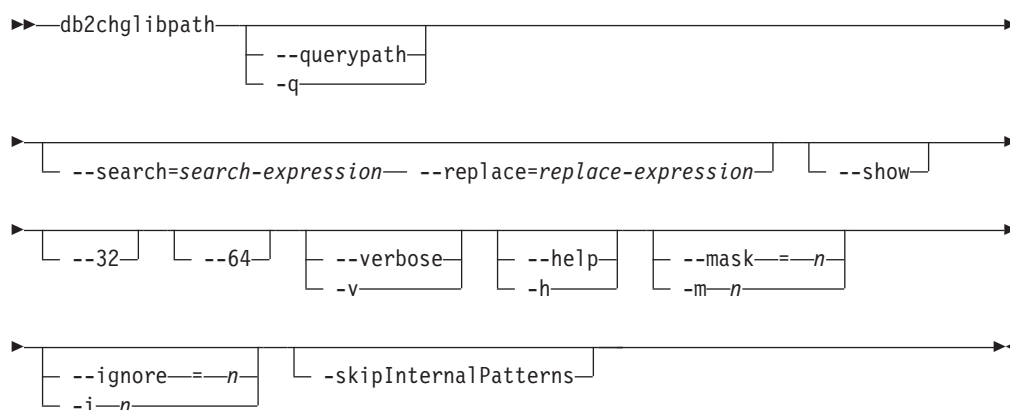 db2chglibpath
--querypath
-q
--search=search-expression --replace=replace-expression --show
--32 --64 --verbose --help --mask = n
-v -h -m n
--ignore = n -skipInternalPatterns
-i n